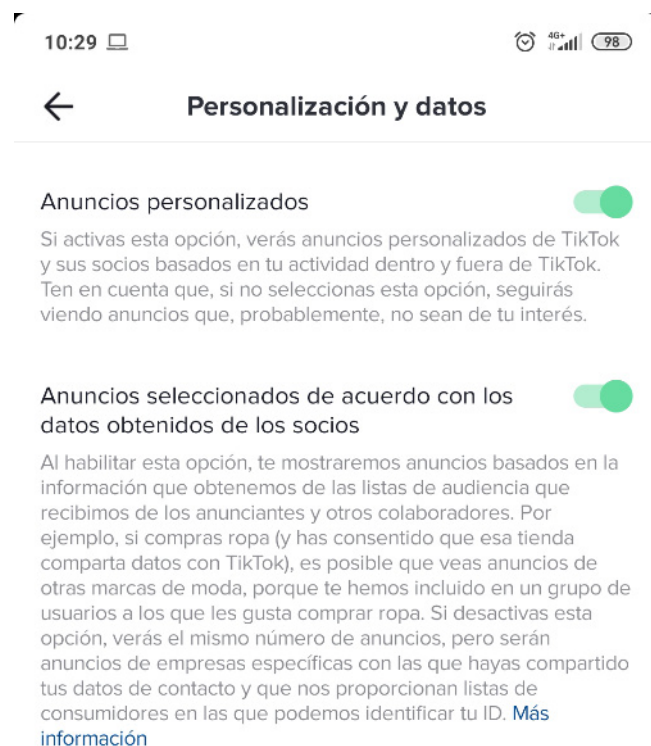 10:29
4G+ 98
Personalización y datos
Anuncios personalizados
Si activas esta opción, verás anuncios personalizados de TikTok
y sus socios basados en tu actividad dentro y fuera de TikTok.
Ten en cuenta que, si no seleccionas esta opción, seguirás
viendo anuncios que, probablemente, no sean de tu interés.
Anuncios seleccionados de acuerdo con los
datos obtenidos de los socios
Al habilitar esta opción, te mostraremos anuncios basados en la
información que obtenemos de las listas de audiencia que
recibimos de los anunciantes y otros colaboradores. Por
ejemplo, si compras ropa (y has consentido que esa tienda
comparta datos con TikTok), es posible que veas anuncios de
otras marcas de moda, porque te hemos incluido en un grupo de
usuarios a los que les gusta comprar ropa. Si desactivas esta
opción, verás el mismo número de anuncios, pero serán
anuncios de empresas específicas con las que hayas compartido
tus datos de contacto y que nos proporcionan listas de
consumidores en las que podemos identificar tu ID. Más
información